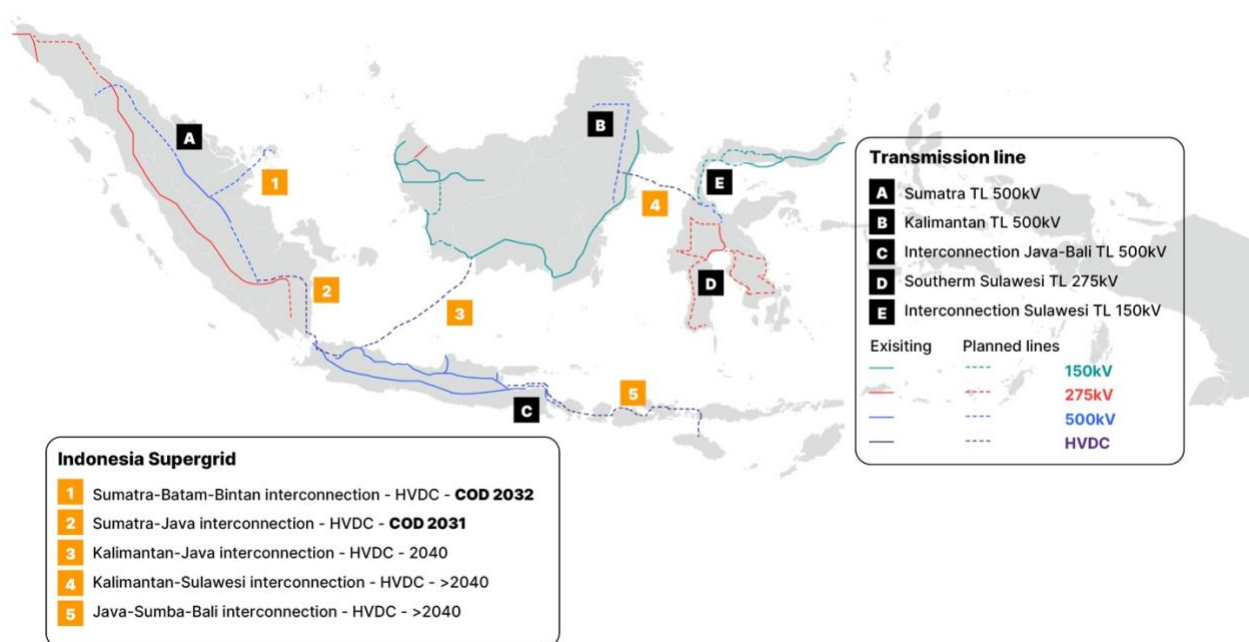 A
B
1
4
E
2
D
3
5
C
Transmission line
A Sumatra TL 500kV
B Kalimantan TL 500kV
C Interconnection Java-Bali TL 500kV
D Southerm Sulawesi TL 275kV
E Interconnection Sulawesi TL 150kV
Exisiting Planned lines
150kV
275kV
500kV
HVDC
Indonesia Supergrid
1 Sumatra-Batam-Bintan interconnection - HVDC - COD 2032
2 Sumatra-Java interconnection - HVDC - COD 2031
3 Kalimantan-Java interconnection - HVDC - 2040
4 Kalimantan-Sulawesi interconnection - HVDC - >2040
5 Java-Sumba-Bali interconnection - HVDC - >2040